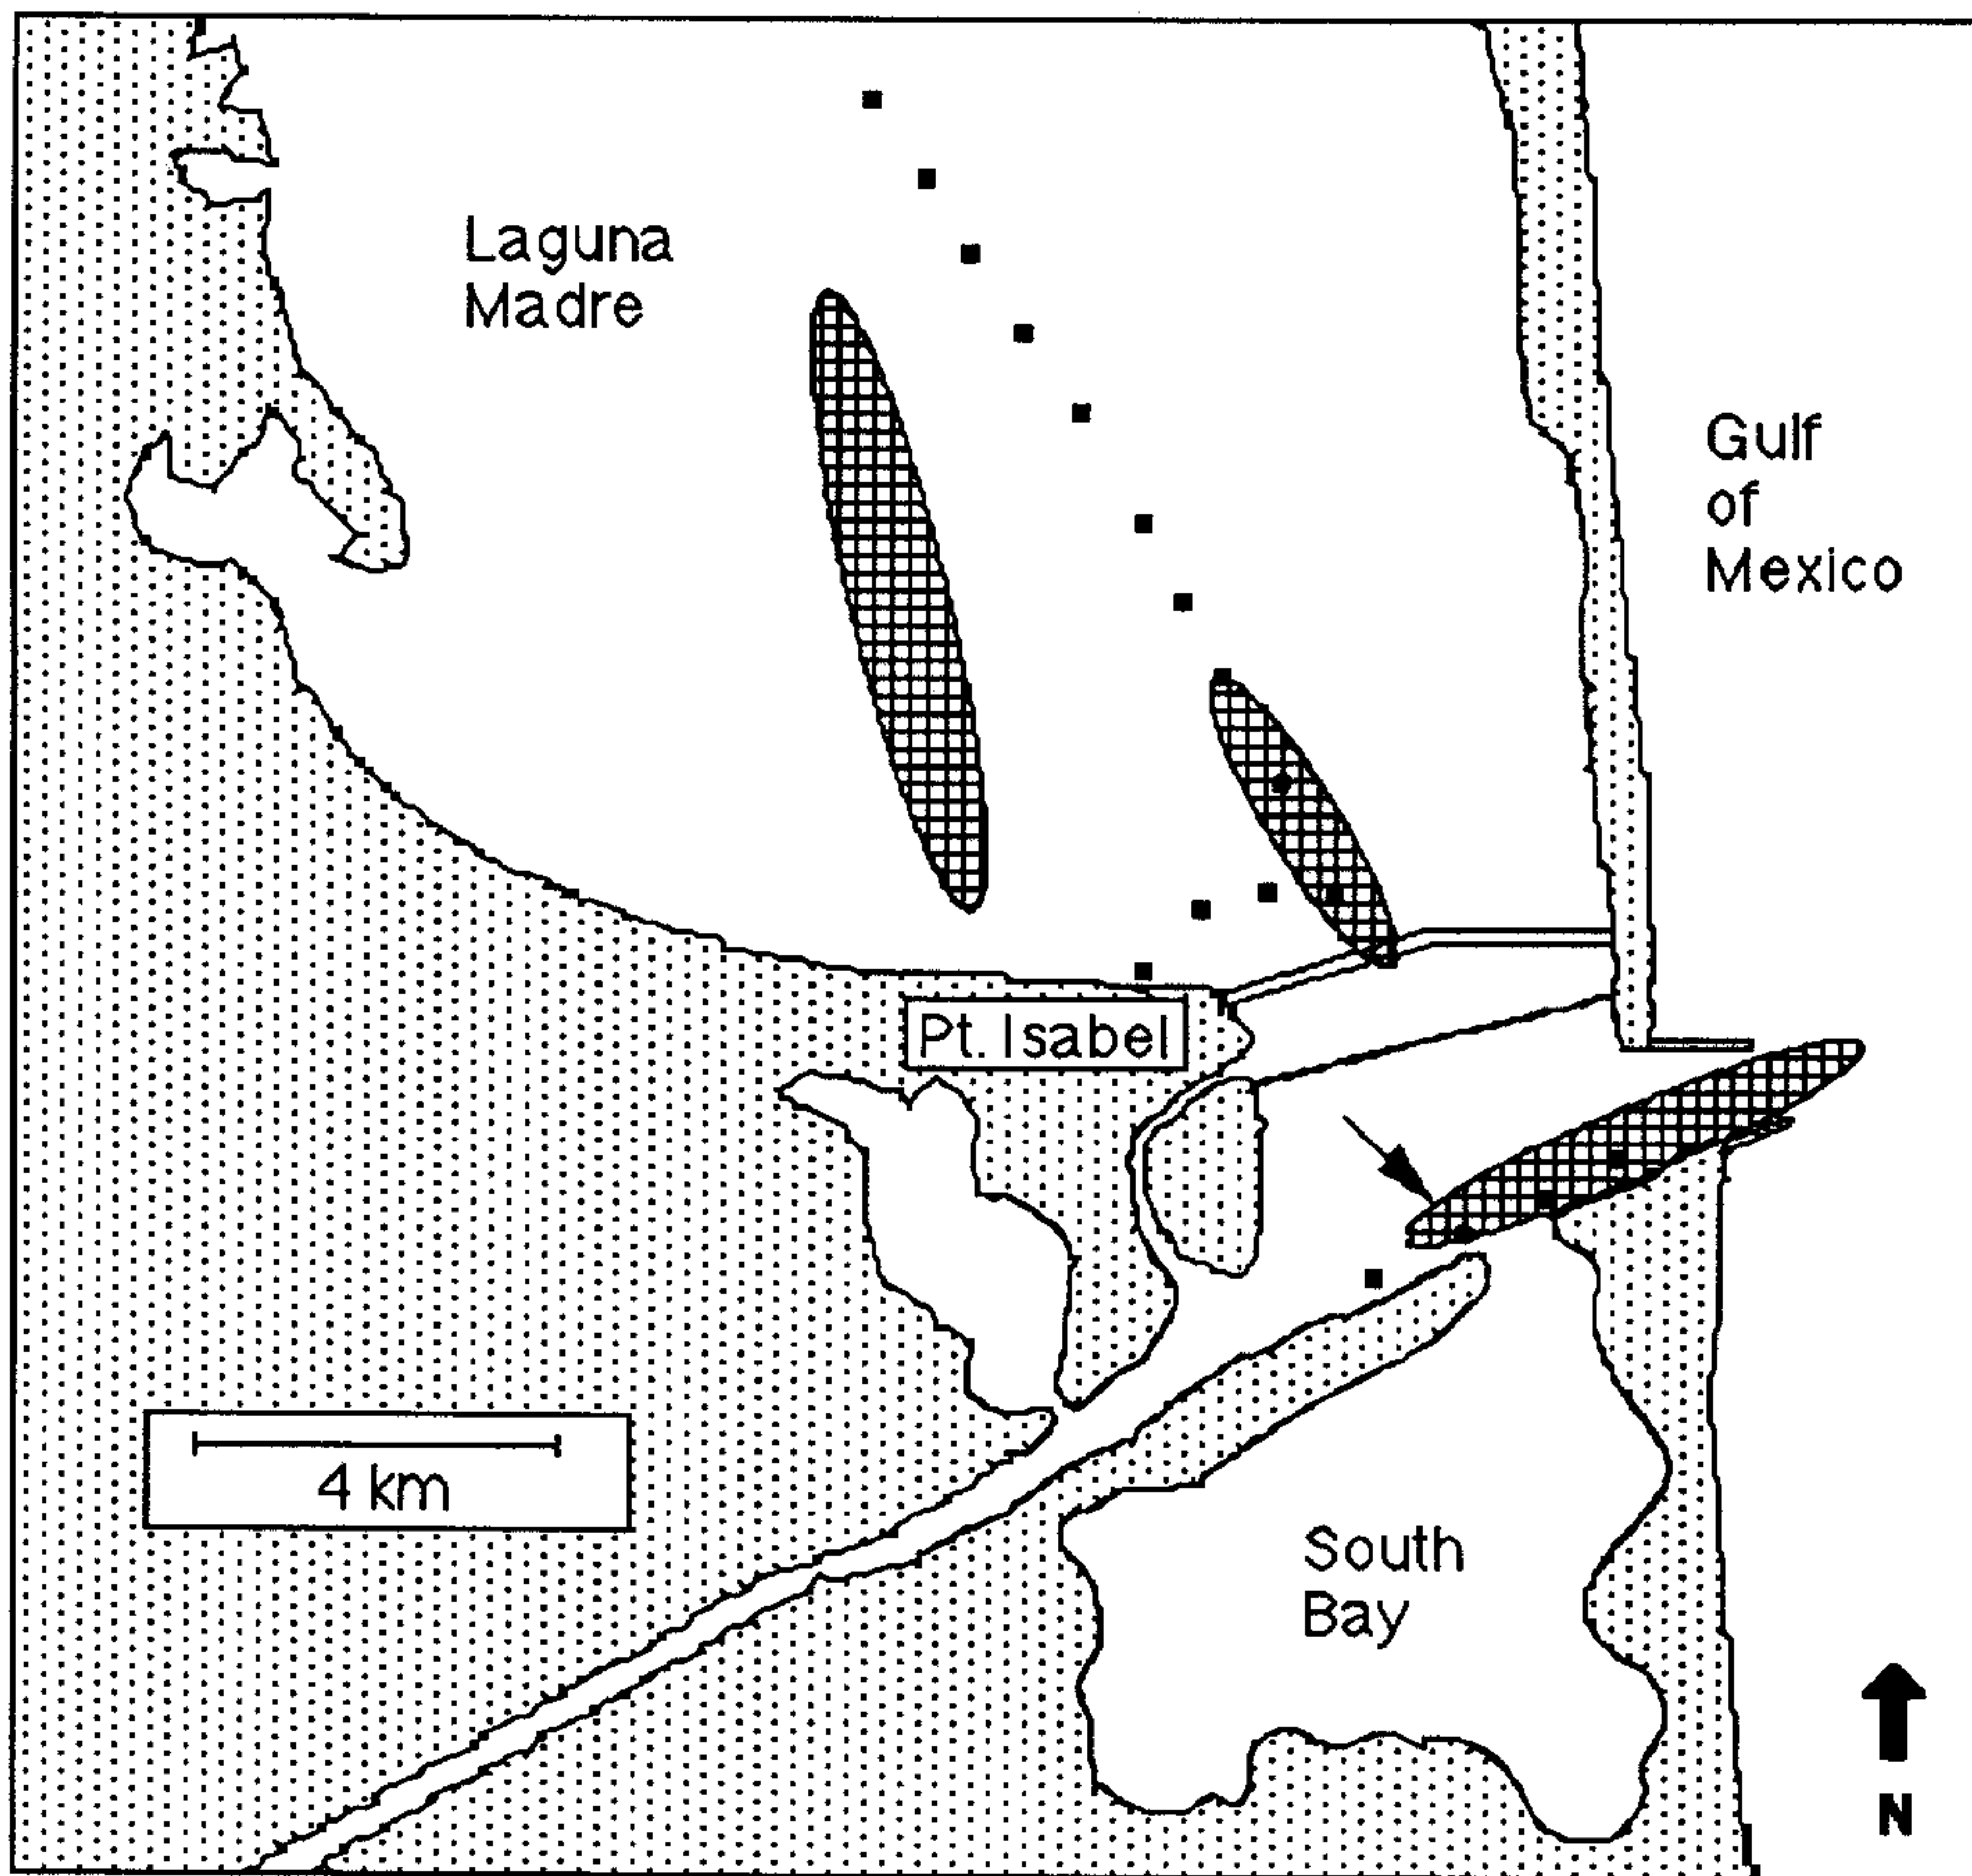 Laguna
Madre
Gulf
of
Mexico
Pt. Isabel
4 km
South
Bay
N